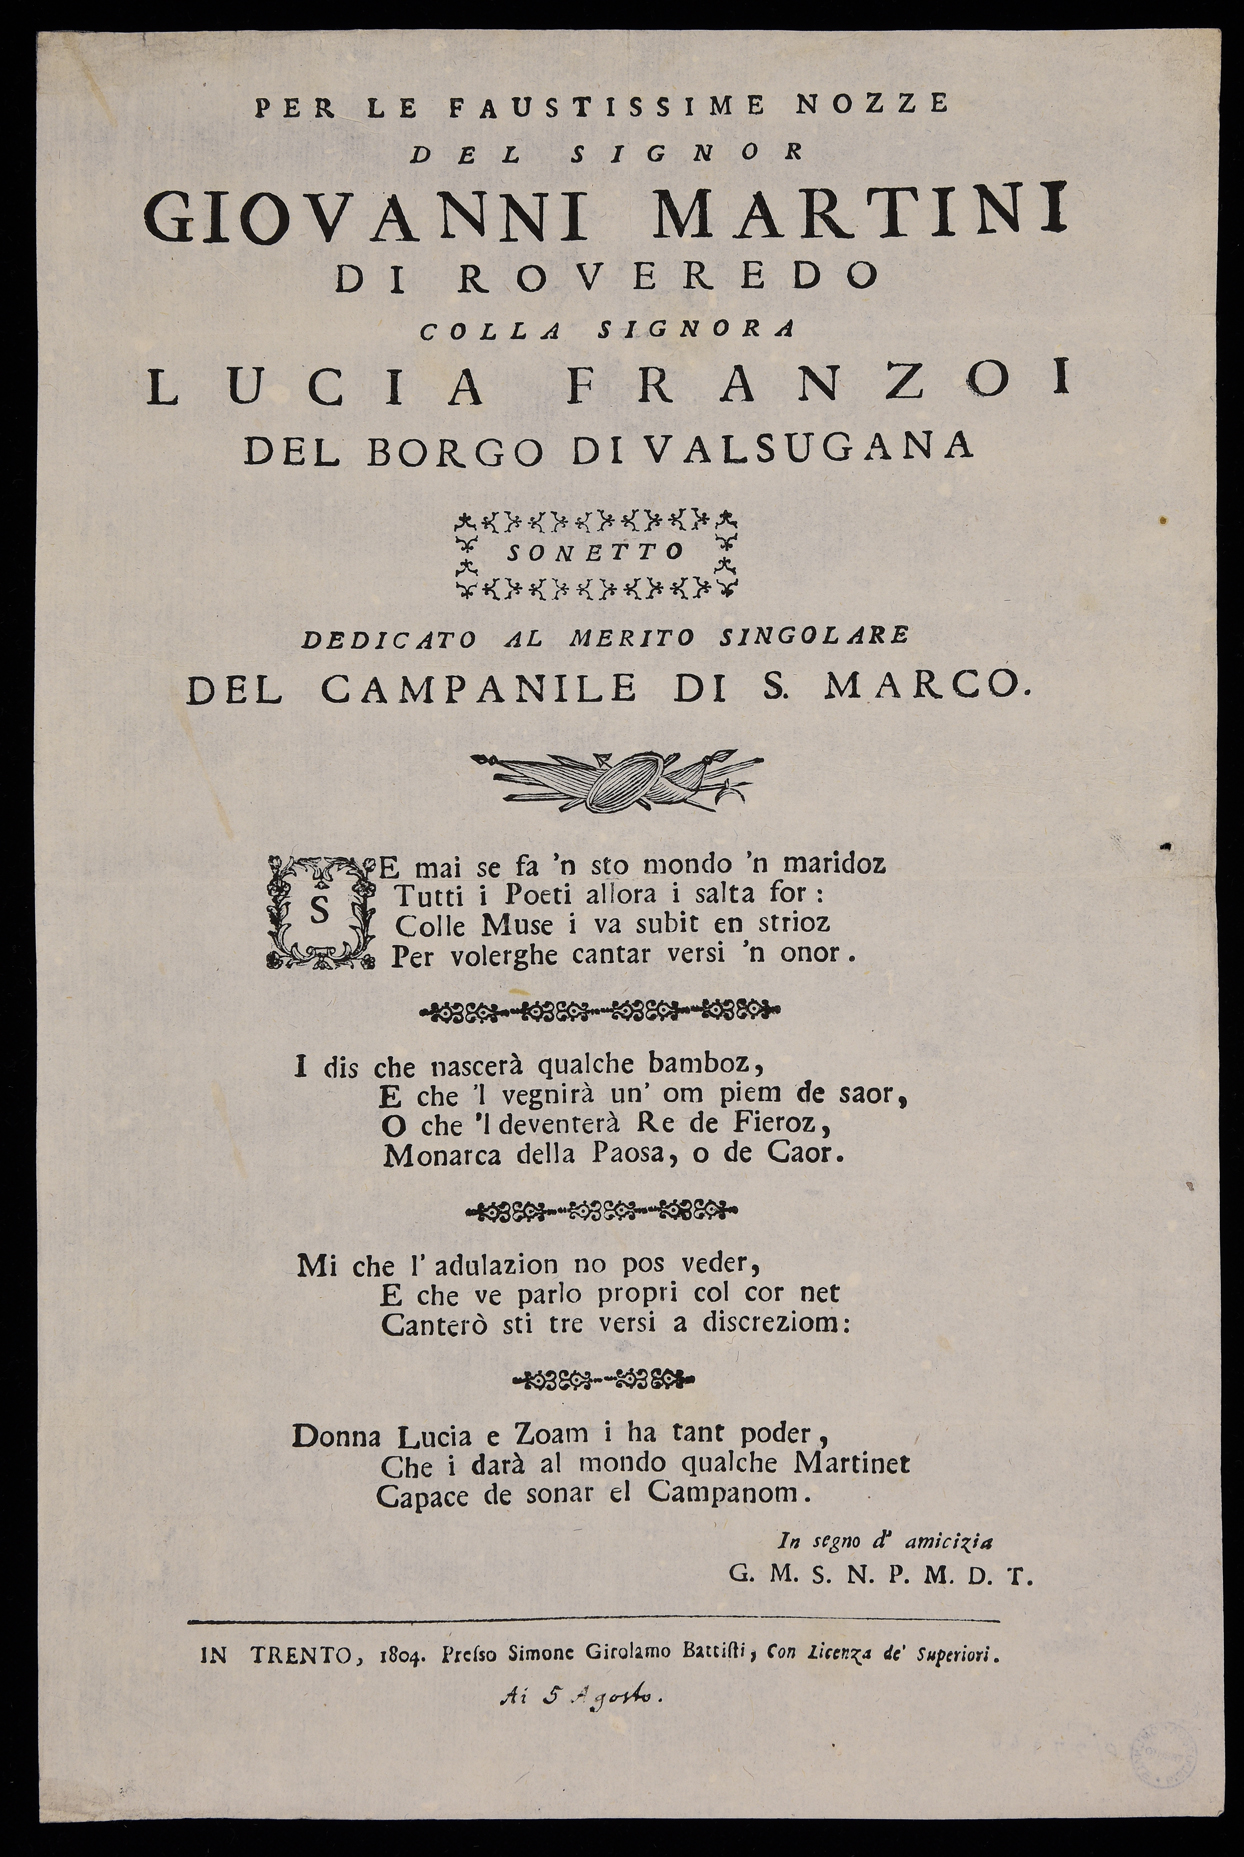 PER LE FAUSTISSIME NOZZE
DEL SIGNOR
GIOVANNI MARTINI
DI ROVEREDO
COLLA SIGNORA
LUCIA FRANZOI
DEL BORGO DI VALSUGANA
SONETTO
DEDICATO AL MERITO SINGOLARE
DEL CAMPANILE DI S. MARCO.
SE mai se fa 'n sto mondo 'n maridoz
Tutti i Poeti allora i salta for :
Colle Muse i va subit en strioz
Per volerghe cantar versi 'n onor .
I dis che nascerà qualche bamboz ,
E che 'l vegnirà un' om piem de saor ,
O che 'l deventerà Re de Fieroz ,
Monarca della Paosa , o de Caor .
Mi che l' adulazion no pos veder ,
E che ve parlo propri col cor net
Canterò sti tre versi a discreziom :
Donna Lucia e Zoam i ha tant poder ,
Che i darà al mondo qualche Martinet
Capace de sonar el Campanom .
In segno d' amicizia
G. M. S. N. P. M. D. T.
IN TRENTO, 1804. Preſso Simone Girolamo Battiſti, Con Licenza de' Superiori.
Ai 5 Agosto.